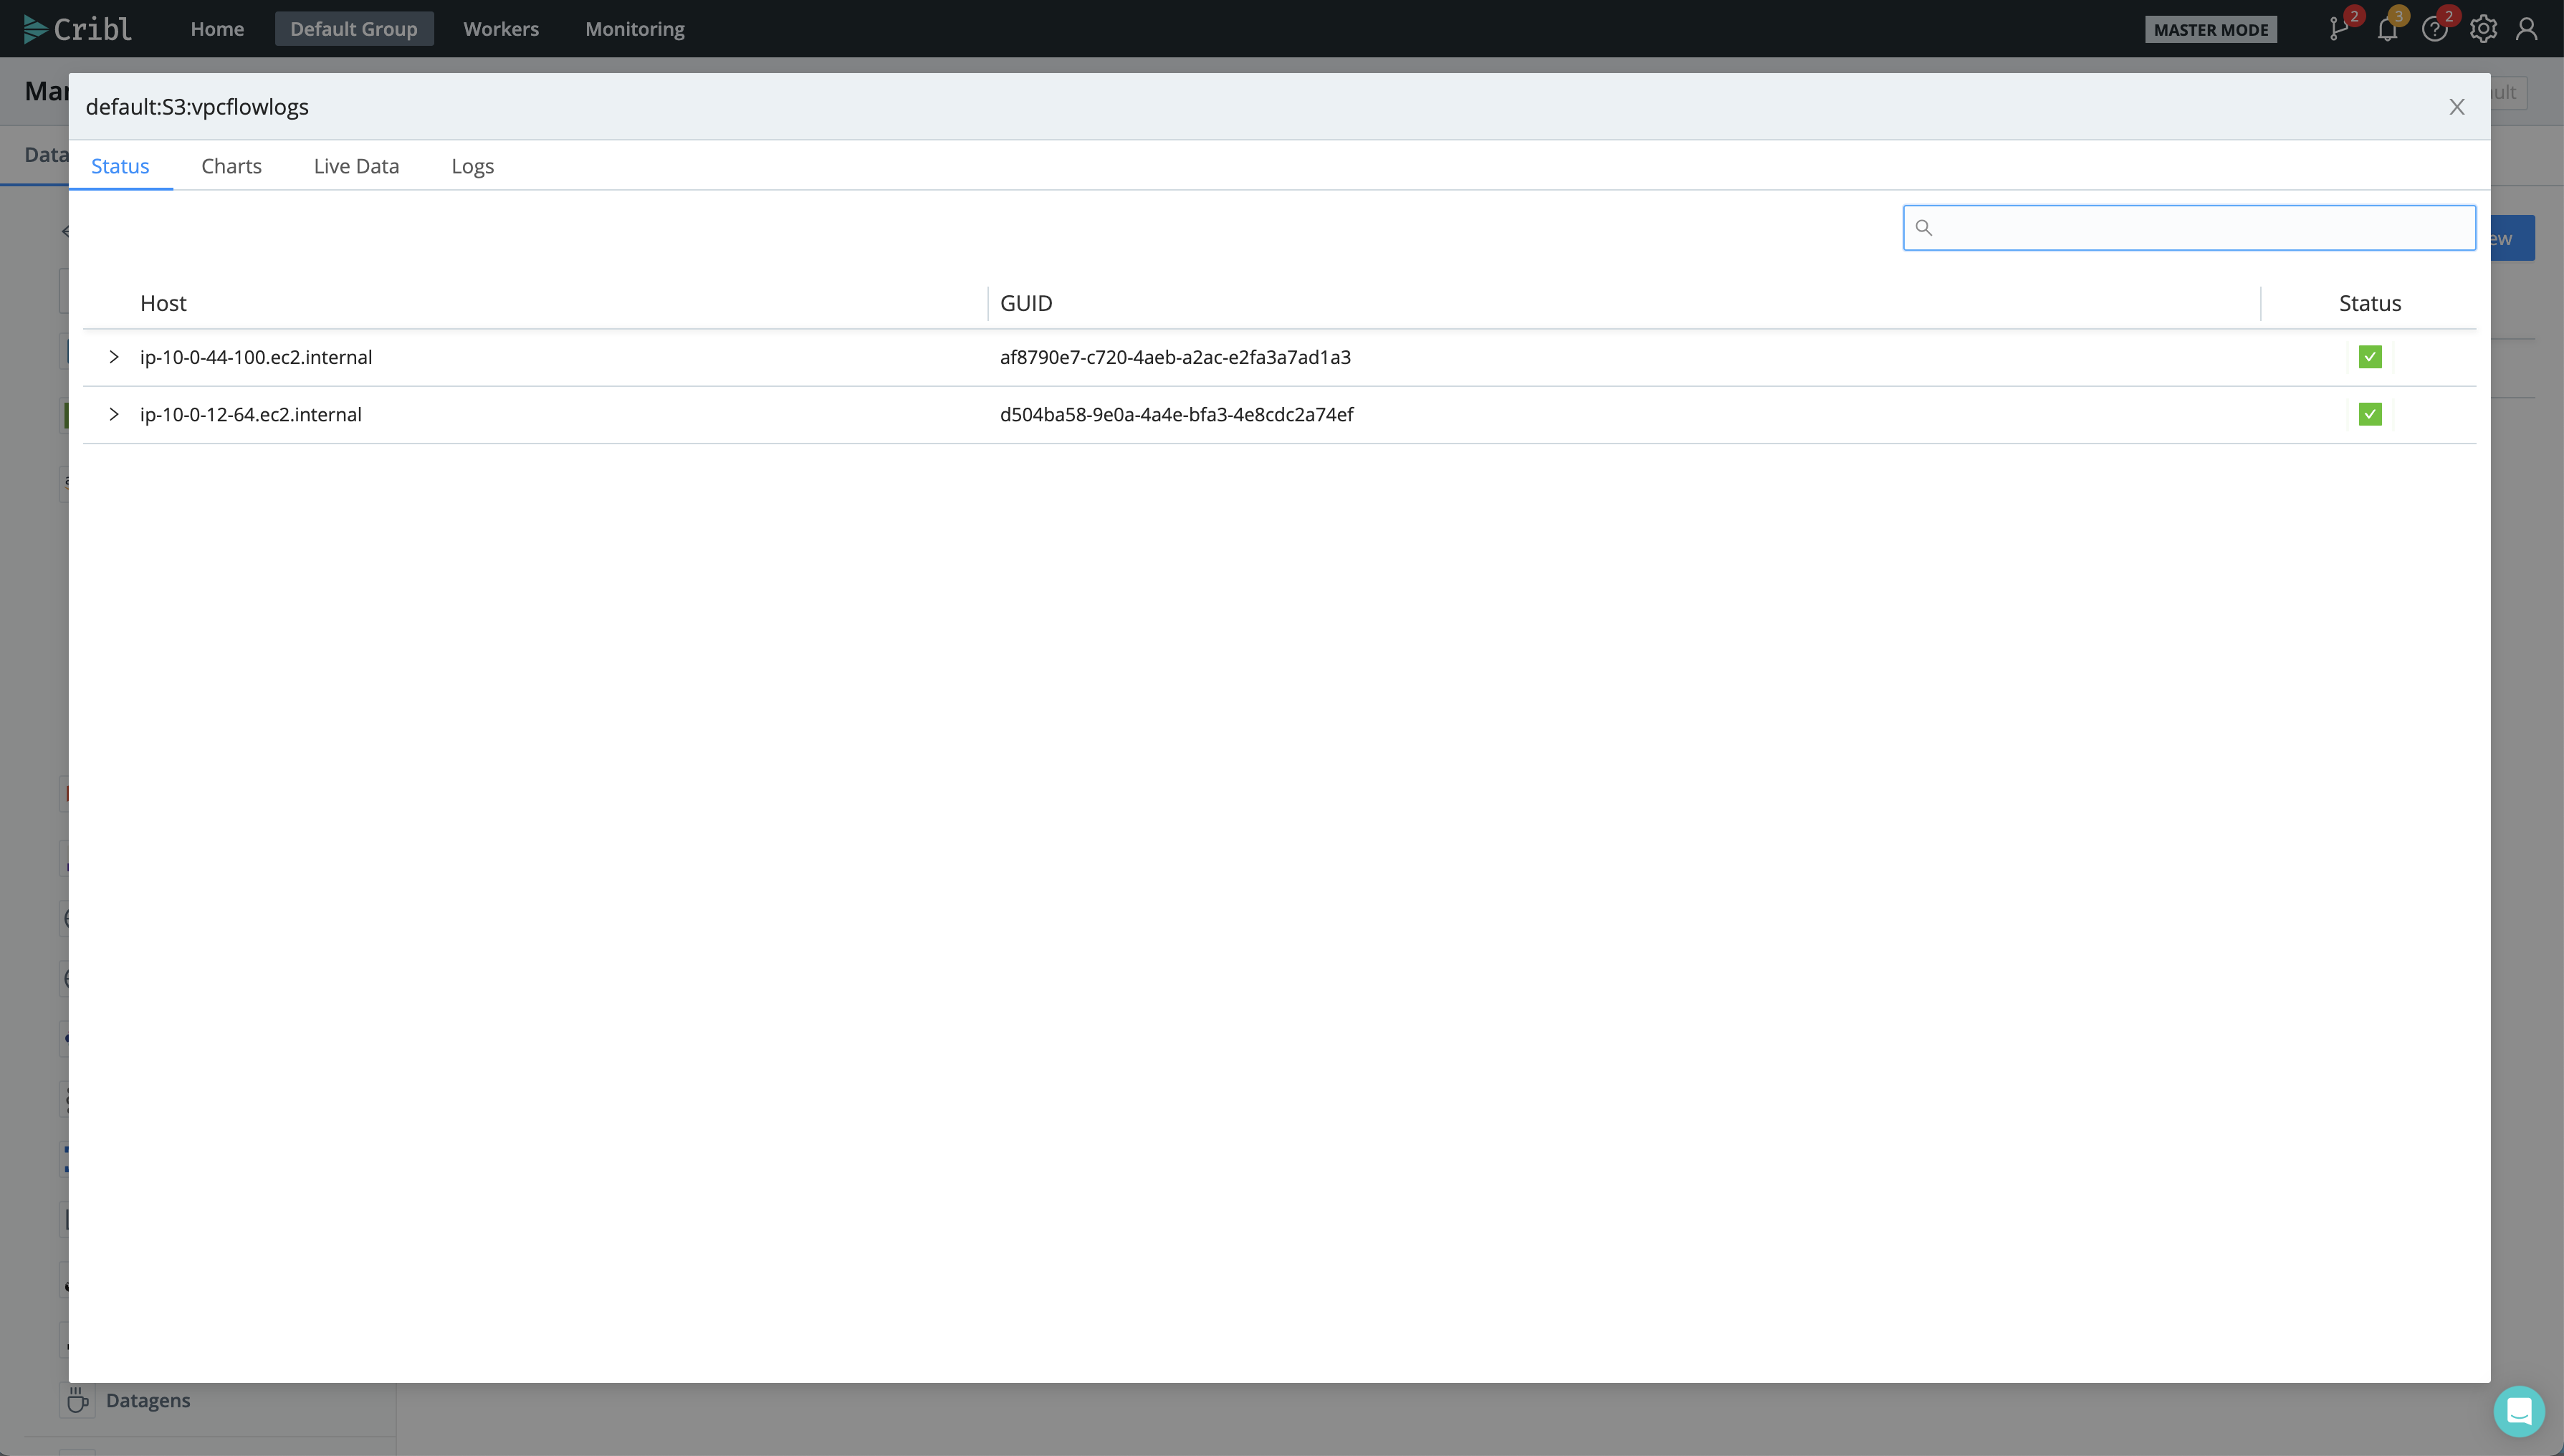 Cribl
Home
Default Group
Workers
Monitoring
MASTER MODE
2
3
2
default:S3:vpcflowlogs
Data
Status
Charts
Live Data
Logs
Host
GUID
Status
ip-10-0-44-100.ec2.internal
af8790e7-c720-4aeb-a2ac-e2fa3a7ad1a3
ip-10-0-12-64.ec2.internal
d504ba58-9e0a-4a4e-bfa3-4e8cdc2a74ef
Datagens